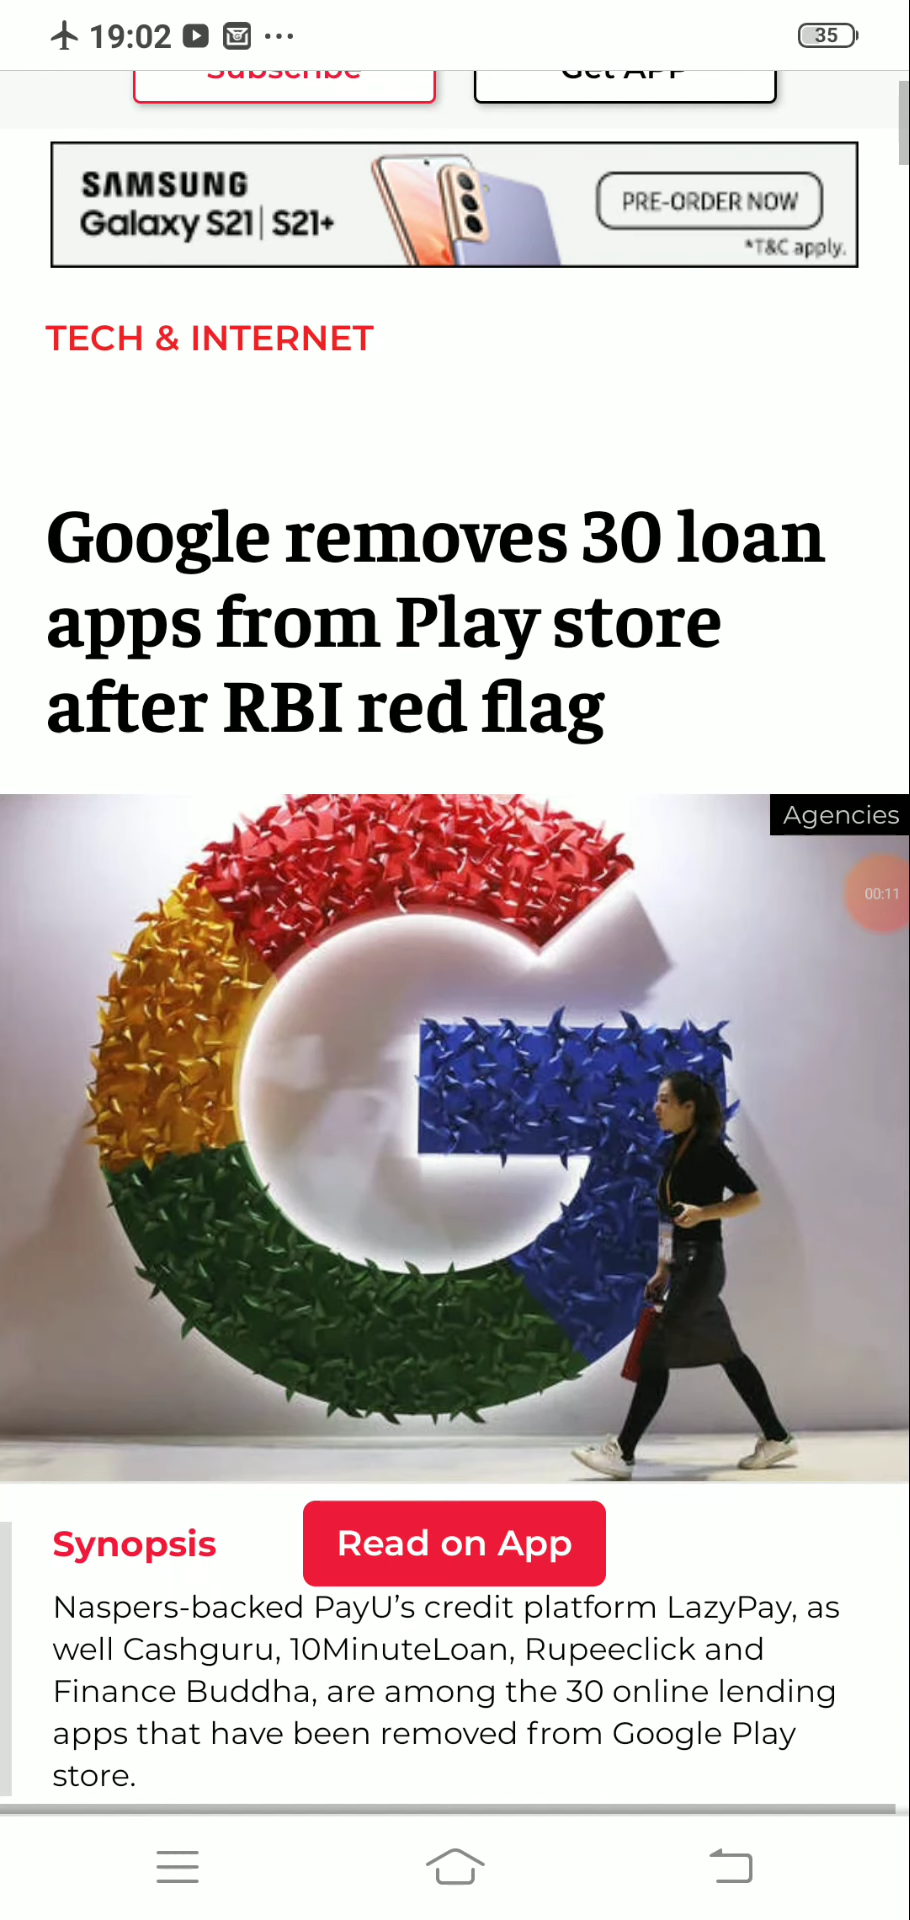 19:02
35
Subscribe
Get APP
SAMSUNG
Galaxy S21 | S21+
PRE-ORDER NOW
*T&C apply.
TECH & INTERNET
Google removes 30 loan
apps from Play store
after RBI red flag
Agencies
00:11
Synopsis
Read on App
Naspers-backed PayU’s credit platform LazyPay, as
well Cashguru, 10MinuteLoan, Rupeeclick and
Finance Buddha, are among the 30 online lending
apps that have been removed from Google Play
store.